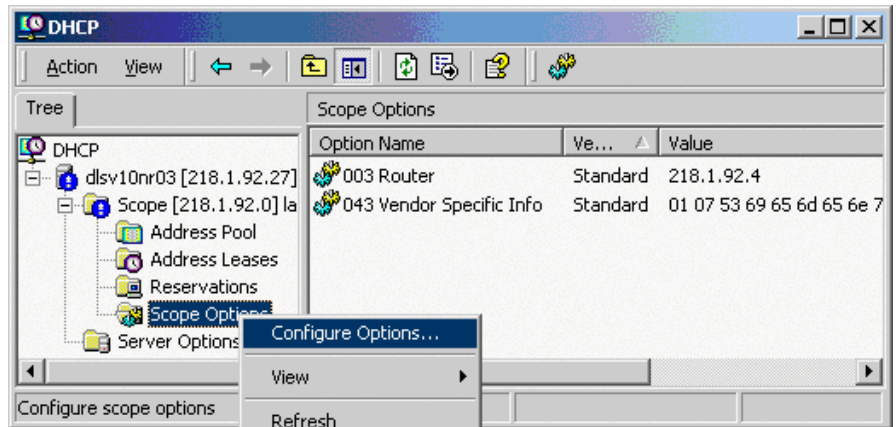 DHCP
Action View
Tree
Scope Options
DHCP
dlsv10nr03 [218.1.92.27]
Scope [218.1.92.0] la
Address Pool
Address Leases
Reservations
Scope Options
Server Options
Option Name Ve... Value
003 Router Standard 218.1.92.4
043 Vendor Specific Info Standard 01 07 53 69 65 6d 65 6e 7
Configure Options...
View
Refresh
Configure scope options